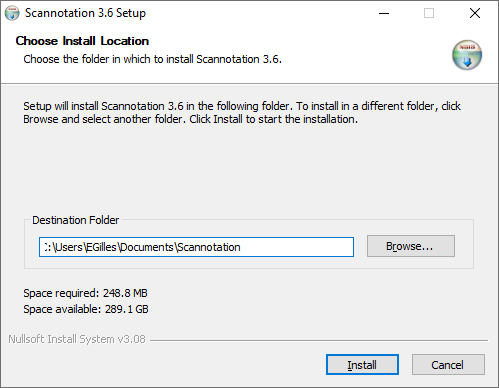 Scannotation 3.6 Setup
Choose Install Location
Choose the folder in which to install Scannotation 3.6.
Setup will install Scannotation 3.6 in the following folder. To install in a different folder, click
Browse and select another folder. Click Install to start the installation.
Destination Folder
:\Users\EGilles\Documents\Scannotation
Browse...
Space required: 248.8 MB
Space available: 289.1 GB
Nullsoft Install System v3.08
Install
Cancel